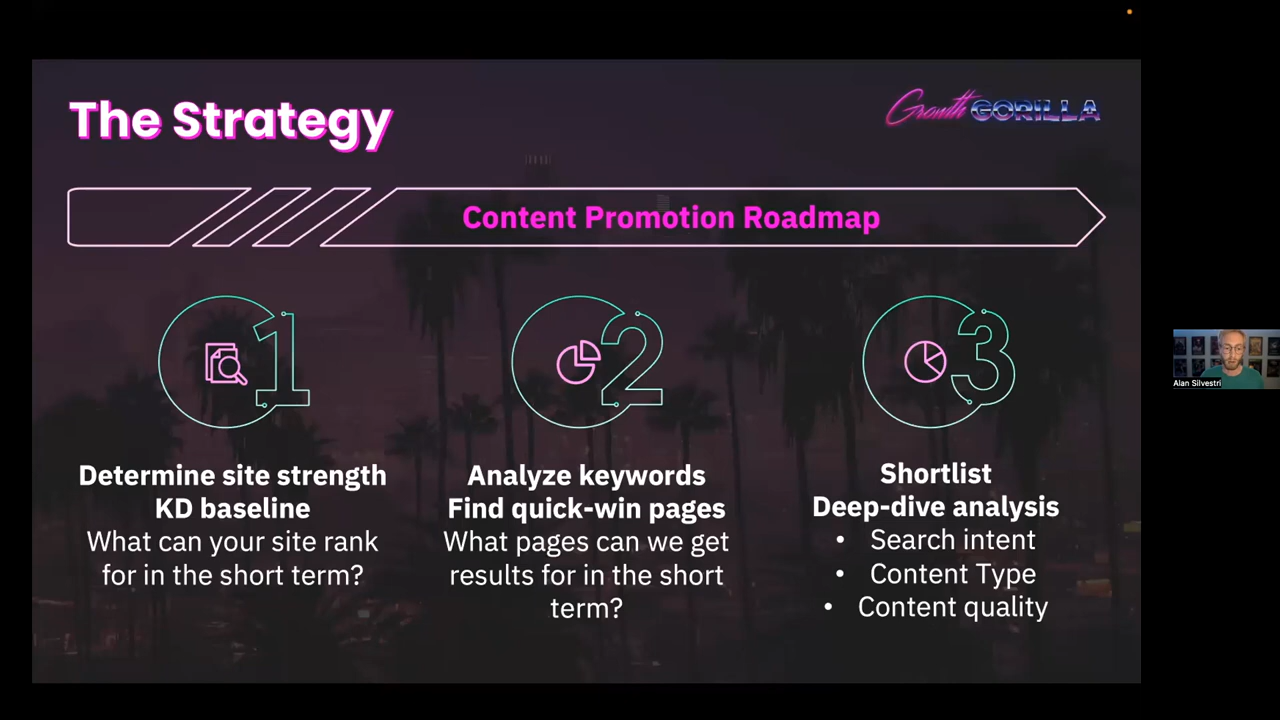 The Strategy
Growth GORILLA
Content Promotion Roadmap
1
2
3
Determine site strength
KD baseline
What can your site rank
for in the short term?
Analyze keywords
Find quick-win pages
What pages can we get
results for in the short
term?
Shortlist
Deep-dive analysis
• Search intent
• Content Type
• Content quality
Alan Silvestri